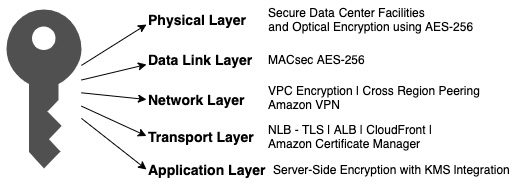 Physical Layer
Secure Data Center Facilities
and Optical Encryption using AES-256
Data Link Layer
MACsec AES-256
Network Layer
VPC Encryption | Cross Region Peering
Amazon VPN
Transport Layer
NLB - TLS | ALB | CloudFront |
Amazon Certificate Manager
Application Layer
Server-Side Encryption with KMS Integration